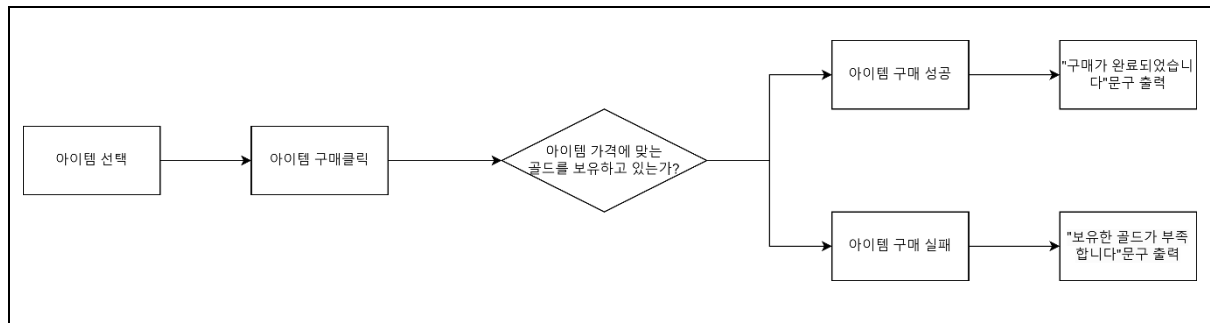 아이템 선택
아이템 구매클릭
아이템 가격에 맞는
골드를 보유하고 있는가?
아이템 구매 성공
"구매가 완료되었습니
다"문구 출력
아이템 구매 실패
"보유한 골드가 부족
합니다"문구 출력